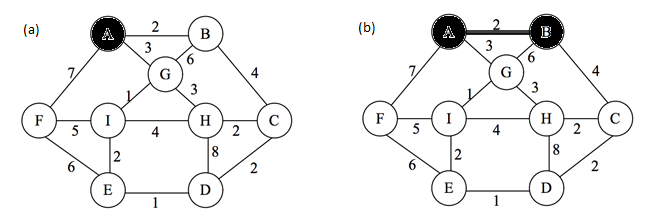 (a)
A 2 B
3 6
7 G 4
1 3
F 5 I 4 H 2 C
6 2 8 2
E 1 D
(b)
A 2 B
3 6
7 G 4
1 3
F 5 I 4 H 2 C
6 2 8 2
E 1 D